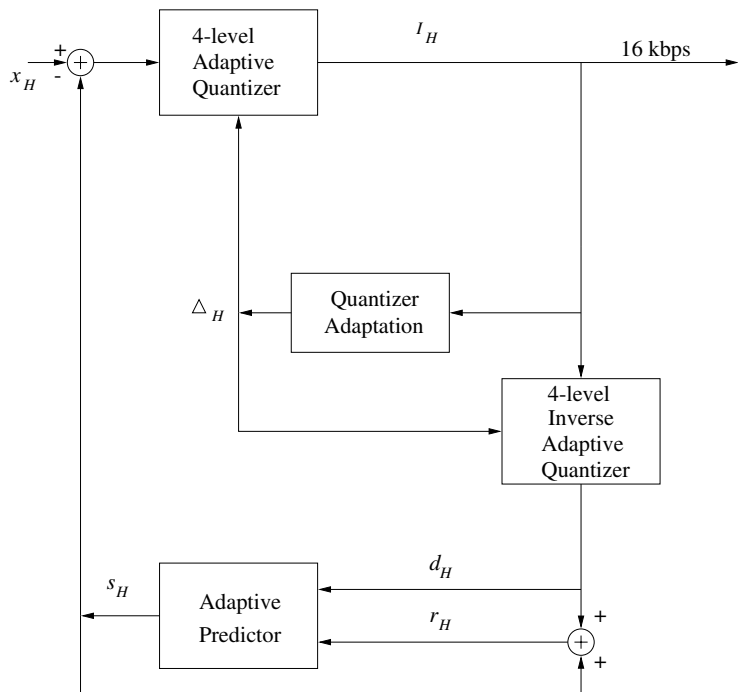 4-level
Adaptive
Quantizer
I_H
16 kbps
+
x_H
-
+
△_H
Quantizer
Adaptation
4-level
Inverse
Adaptive
Quantizer
s_H
Adaptive
Predictor
d_H
r_H
+
+
+